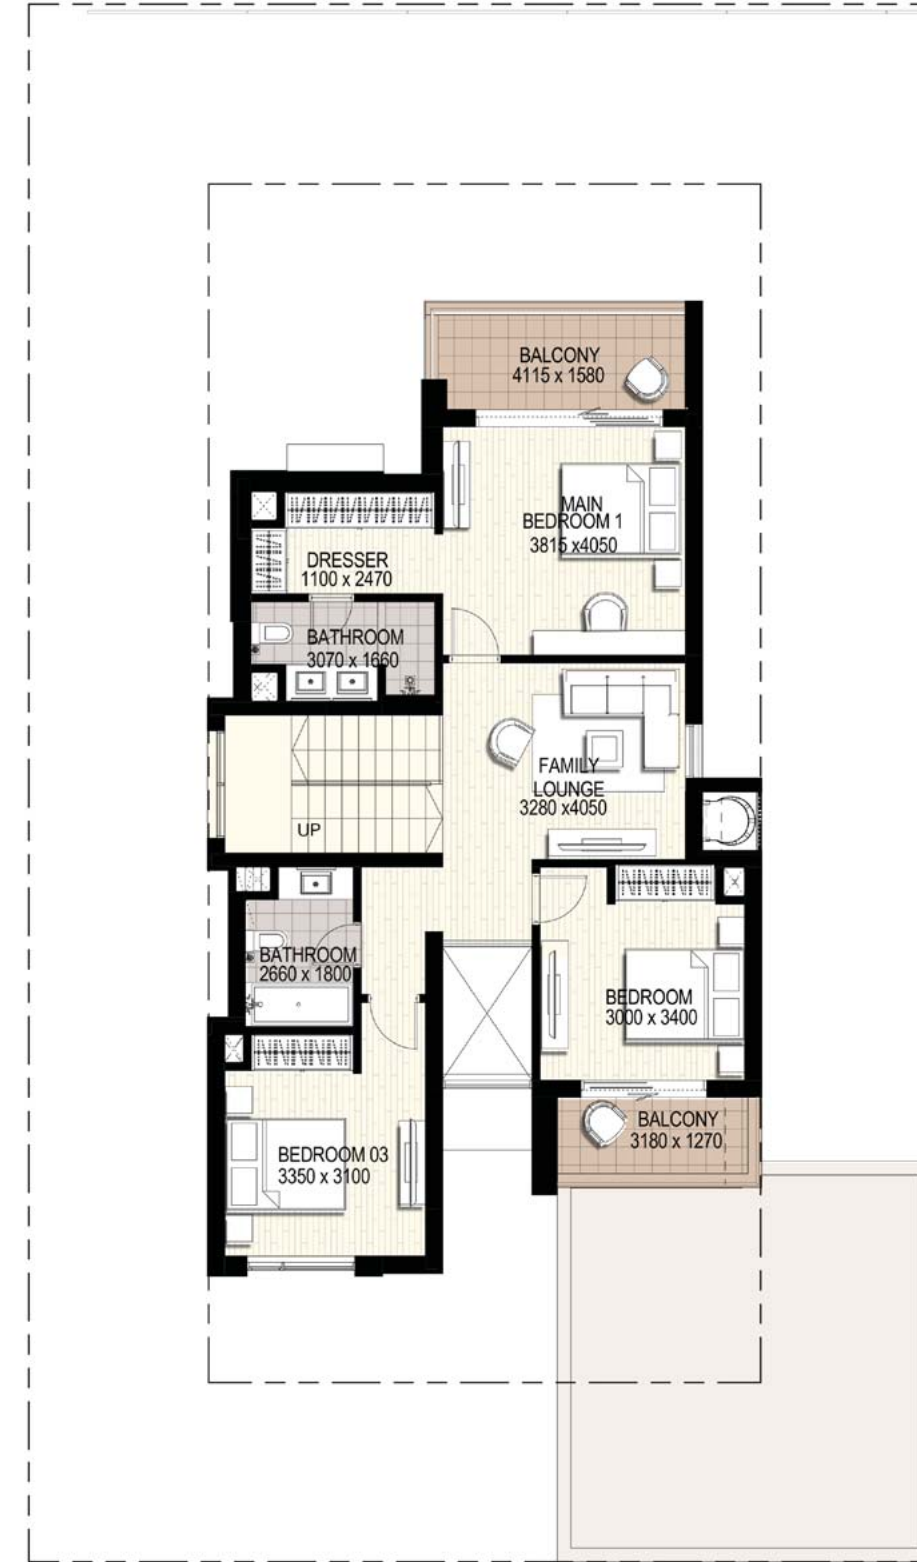 BALCONY
4115 x 1580
MAIN
BEDROOM 1
3815 x4050
DRESSER
1100 x 2470
BATHROOM
3070 x 1660
FAMILY
LOUNGE
3280 x4050
UP
BATHROOM
2660 x 1800
BEDROOM
3000 x 3400
BALCONY
3180 x 1270
BEDROOM 03
3350 x 3100